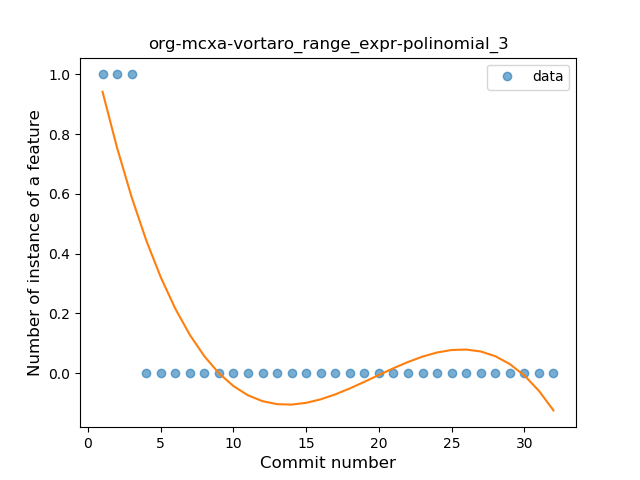 org-mcxa-vortaro_range_expr-polinomial_3
data
Number of instance of a feature
1.0
0.8
0.6
0.4
0.2
0.0
0 5 10 15 20 25 30
Commit number